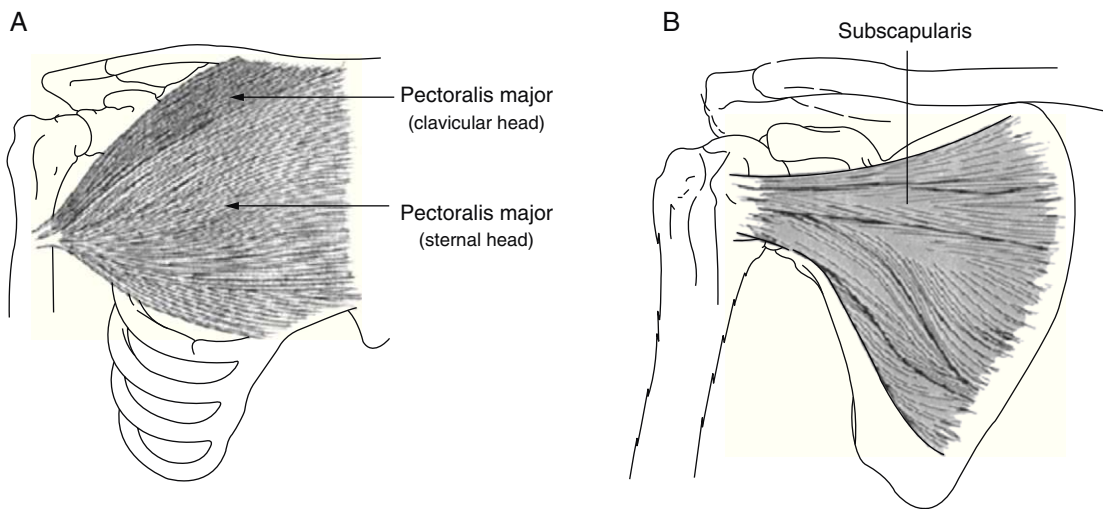 A
Pectoralis major
(clavicular head)
Pectoralis major
(sternal head)
B
Subscapularis